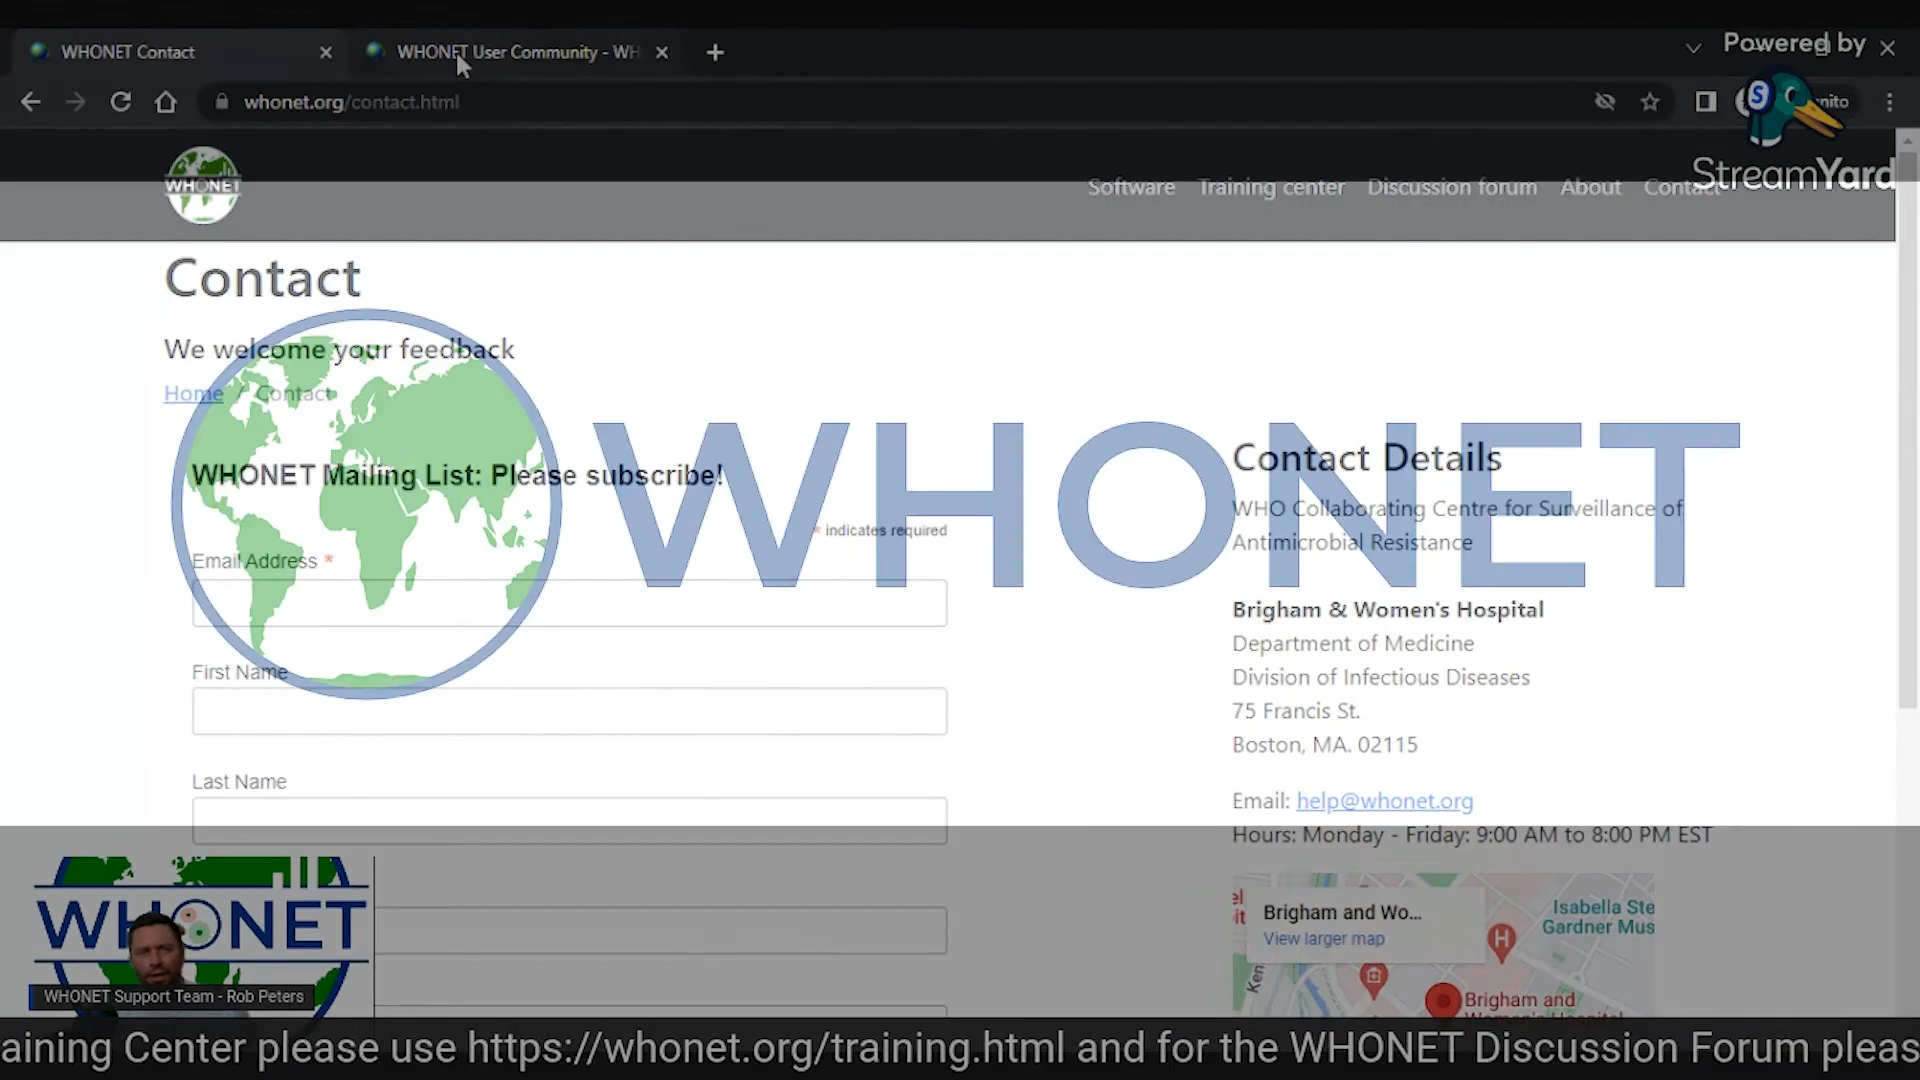 WHONET Contact
WHONET User Community - WH
Powered by
whonet.org/contact.html
StreamYard
WHONET
Software Training center Discussion forum About Contact
Contact
We welcome your feedback
Home / Contact
WHONET
WHONET Mailing List: Please subscribe!
* indicates required
Email Address *
First Name
Last Name
Contact Details
WHO Collaborating Centre for Surveillance of
Antimicrobial Resistance
Brigham & Women's Hospital
Department of Medicine
Division of Infectious Diseases
75 Francis St.
Boston, MA. 02115
Email: help@whonet.org
Hours: Monday - Friday: 9:00 AM to 8:00 PM EST
Brigham and Wo...
View larger map
Isabella Ste
Gardner Mus
Brigham and
Women's Hospital
WHONET
WHONET Support Team - Rob Peters
aining Center please use https://whonet.org/training.html and for the WHONET Discussion Forum pleas